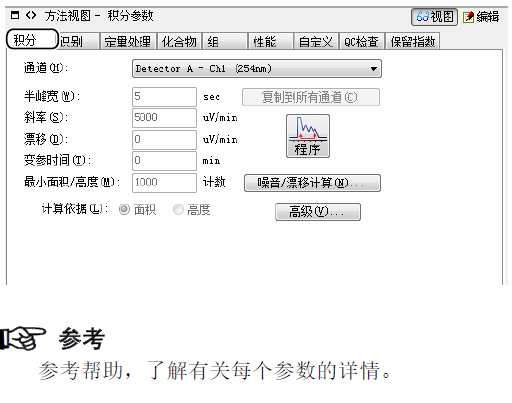 方法视图 - 积分参数 视图 编辑
积分 识别 定量处理 化合物 组 性能 自定义 QC检查 保留指数
通道(H): Detector A - Ch1 (254nm)
半峰宽(W): 5 sec 复制到所有通道(C)
斜率(S): 5000 uV/min
漂移(D): 0 uV/min
程序
变参时间(T): 0 min
最小面积/高度(M): 1000 计数 噪音/漂移计算(N)...
计算依据(L): 面积 高度 高级(V)...
参考
参考帮助，了解有关每个参数的详情。